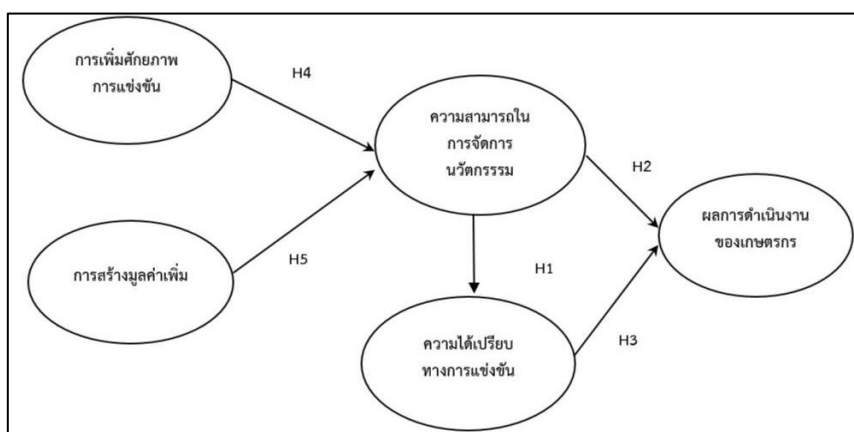 การเพิ่มศักยภาพ
การแข่งขัน
H4
ความสามารถใน
การจัดการ
นวัตกรรรม
H2
ผลการดำเนินงาน
ของเกษตรกร
การสร้างมูลค่าเพิ่ม
H5
H1
ความได้เปรียบ
ทางการแข่งขัน
H3